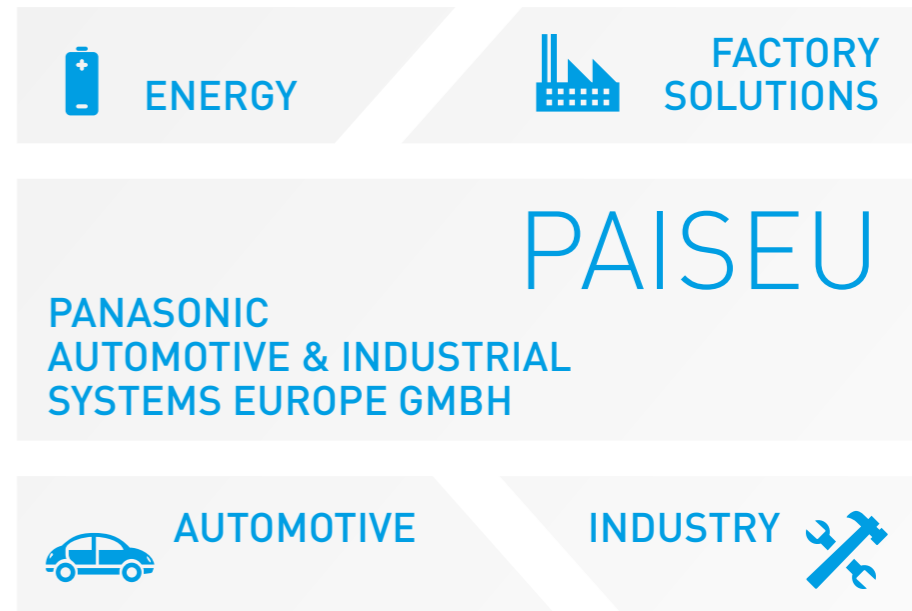 ENERGY
FACTORY
SOLUTIONS
PAISEU
PANASONIC
AUTOMOTIVE & INDUSTRIAL
SYSTEMS EUROPE GMBH
AUTOMOTIVE
INDUSTRY